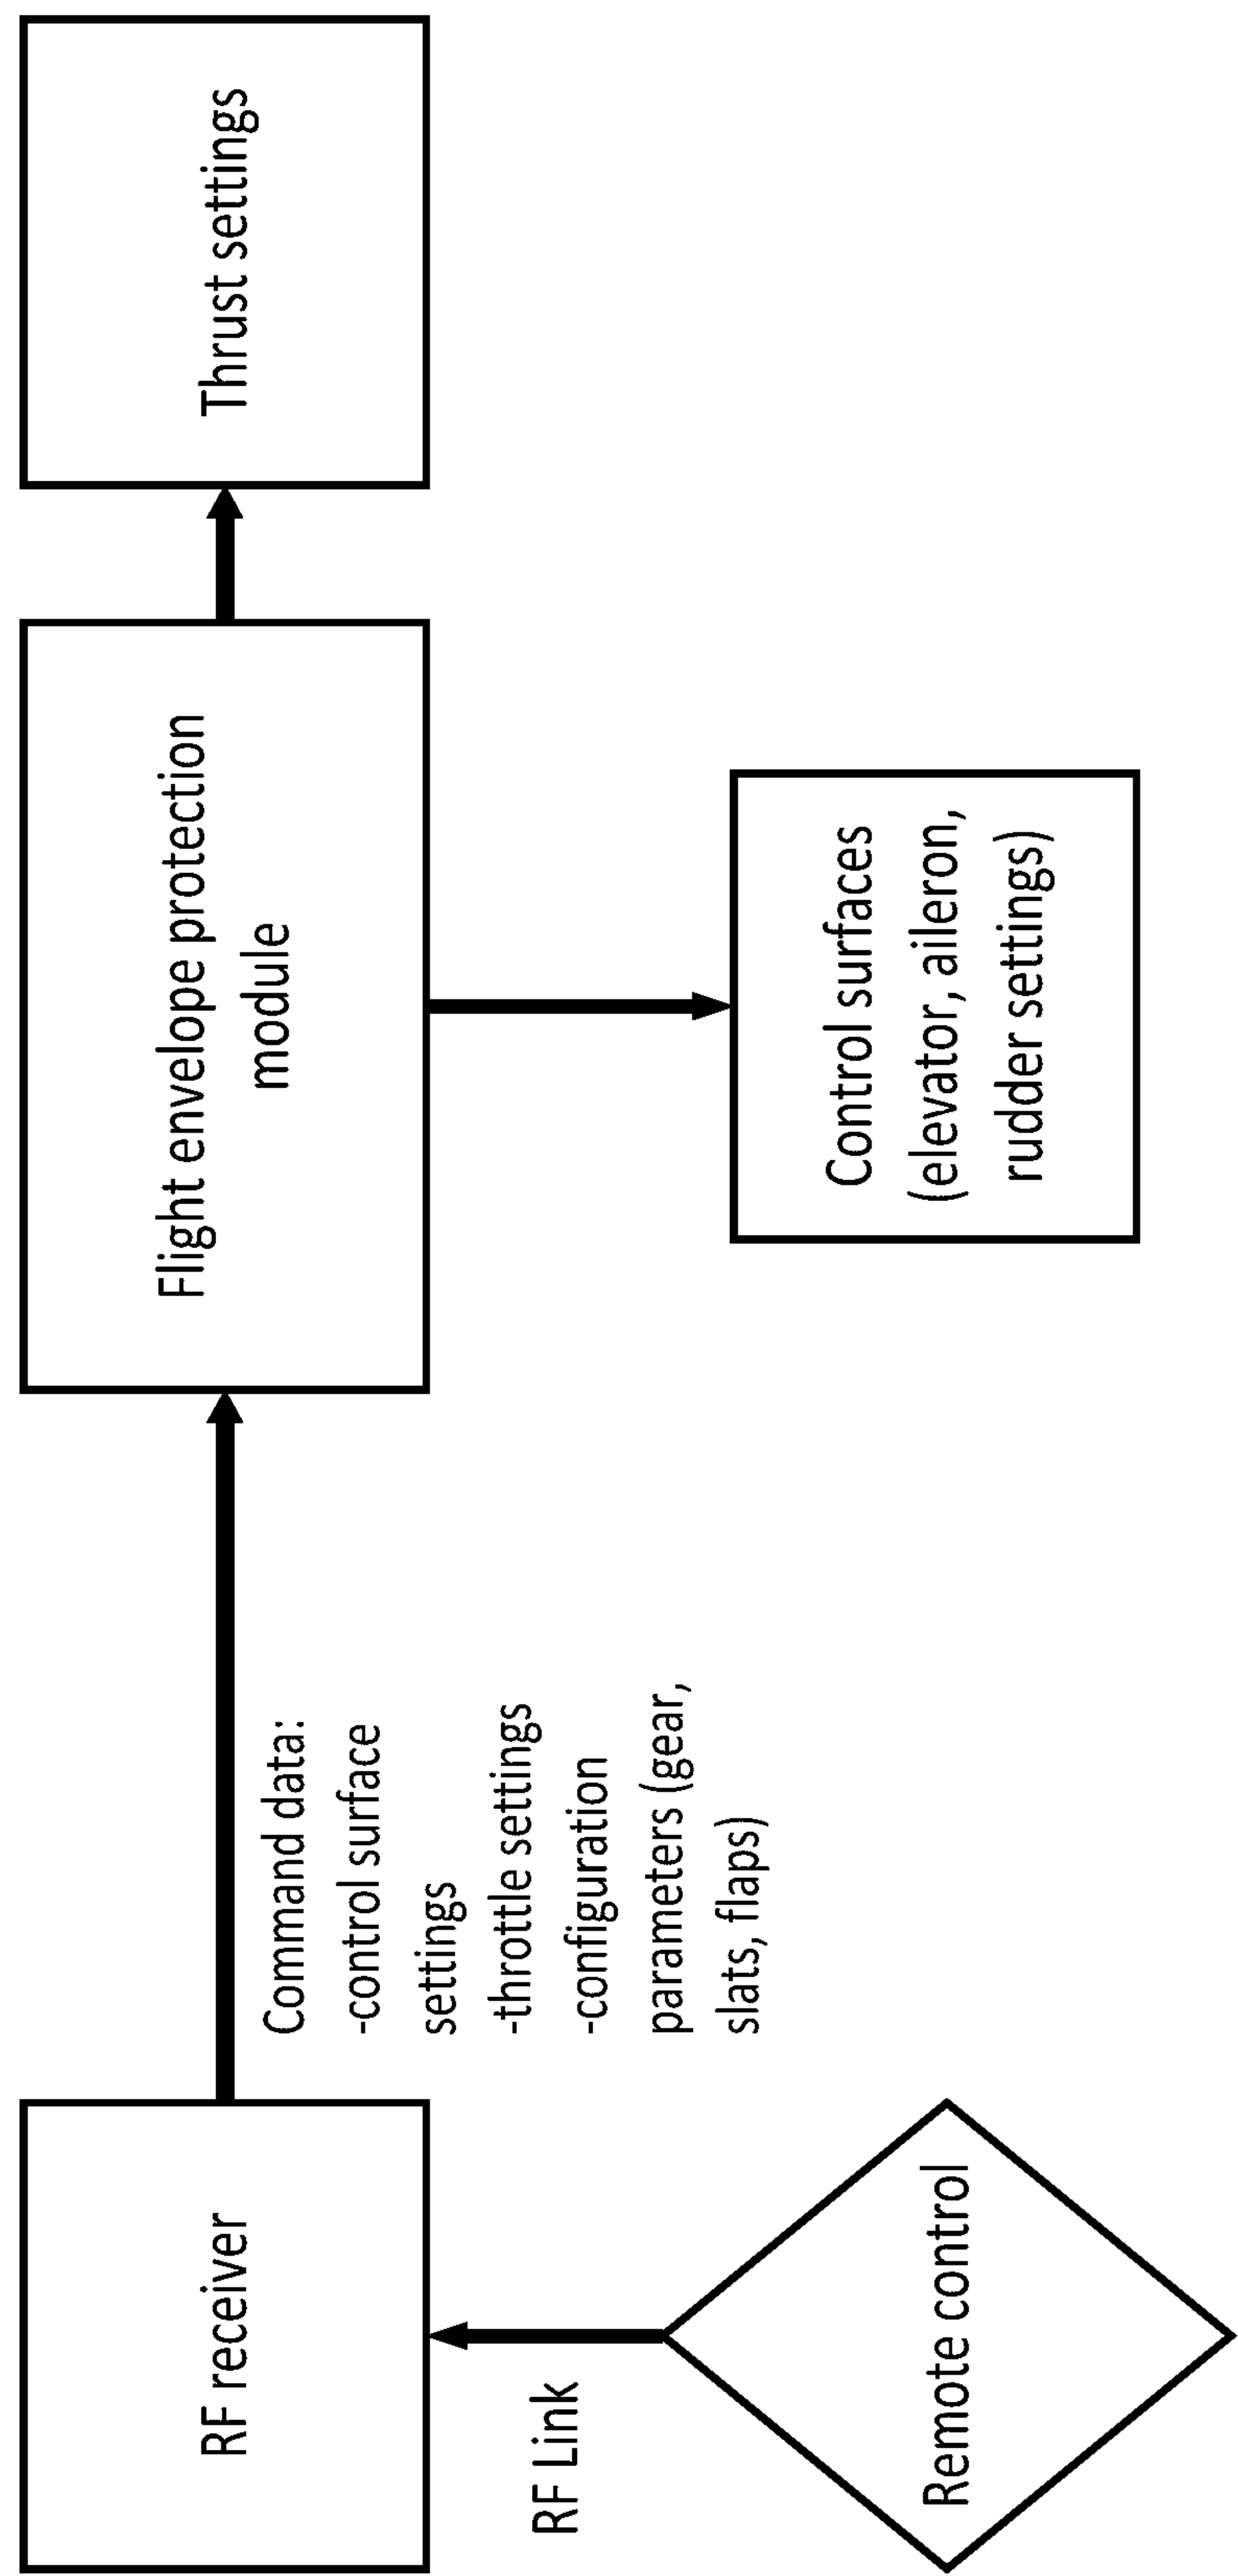 RF receiver
Flight envelope protection
module
Thrust settings
Command data:
-control surface
settings
-throttle settings
-configuration
parameters (gear,
slats, flaps)
RF Link
Remote control
Control surfaces
(elevator, aileron,
rudder settings)